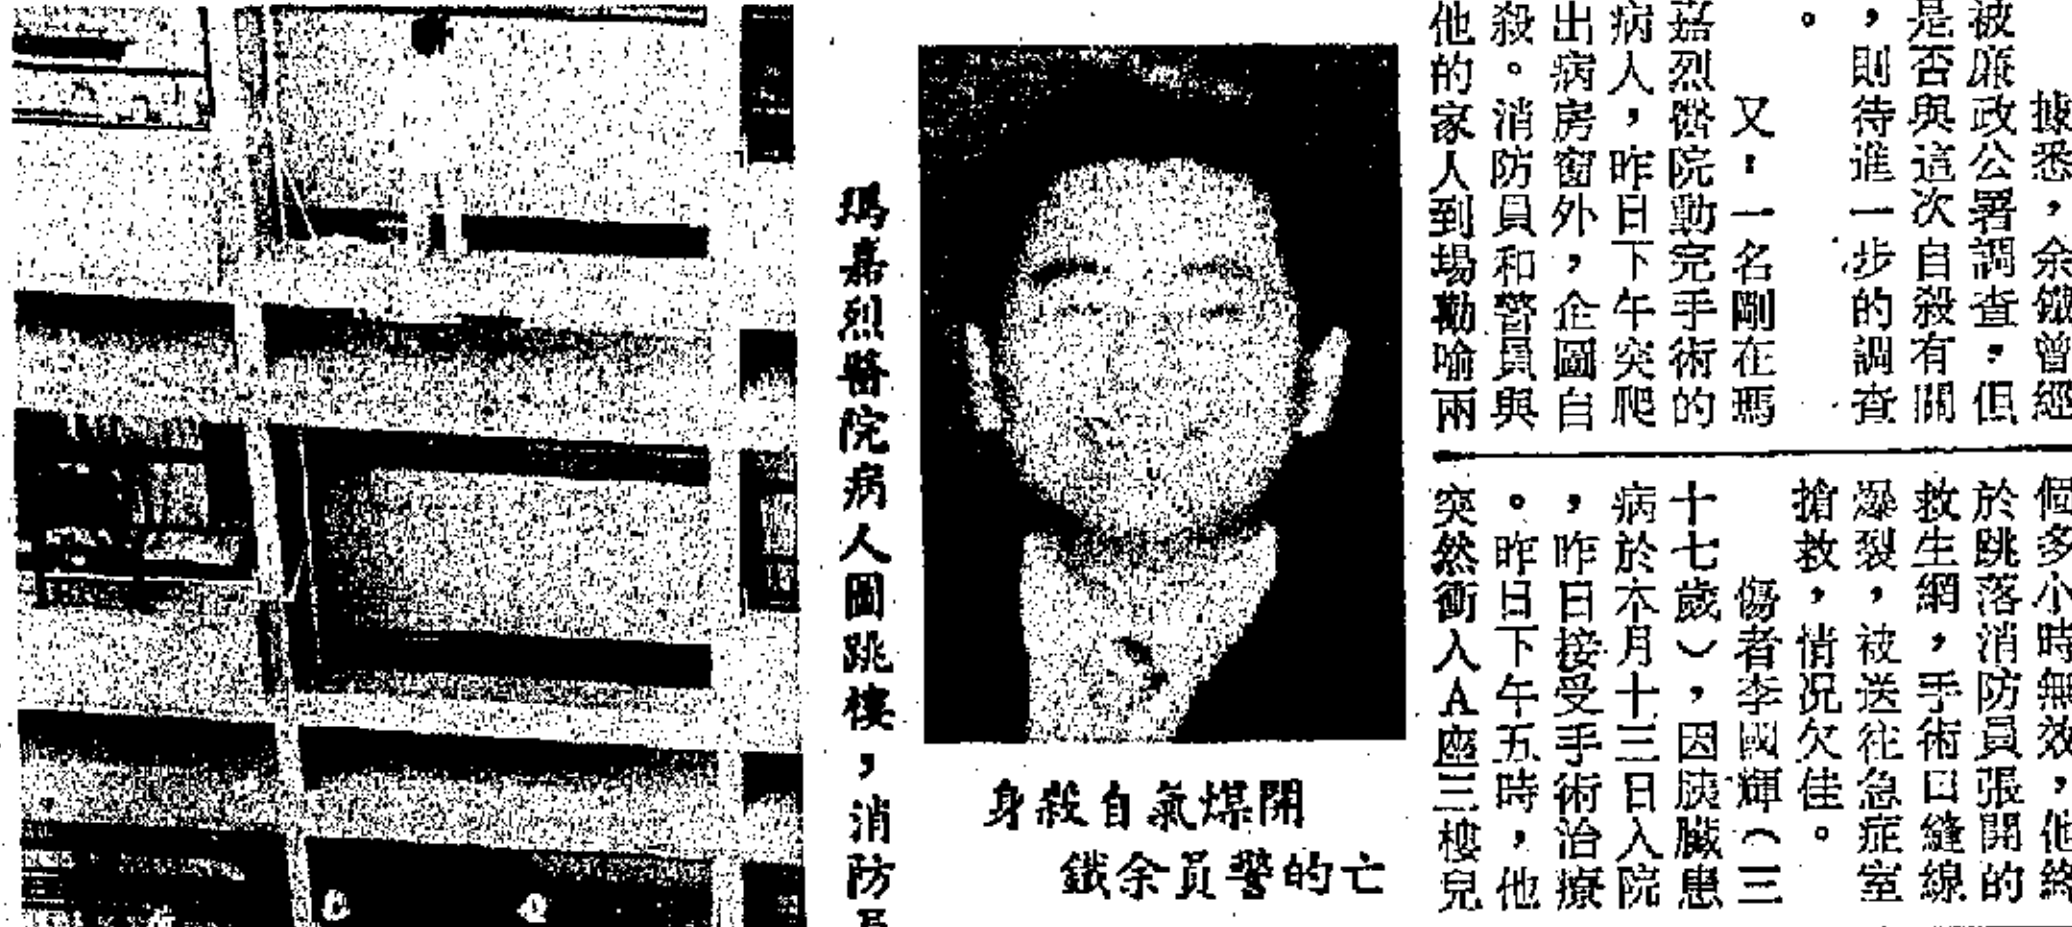 據悉，余鐵曾經
被廉政公署調查，但
是否與這次自殺有關
，則待進一步的調查
。
又：一名剛在瑪
嘉烈醫院動完手術的
病人，昨日下午突爬
出病房窗外，企圖自
殺。消防員和警員與
他的家人到場勸喻兩
個多小時無效，他終
於跳落消防員張開的
救生網，手術口縫線
爆裂，被送往急症室
搶救，情況欠佳。
傷者李國輝（三
十七歲），因胰臟患
病於本月十三日入院
，昨日接受手術治療
。昨日下午五時，他
突然衝入A座三樓兒
開煤氣自殺身
亡的警員余鐵
瑪嘉烈醫院病人圖跳樓，消防員